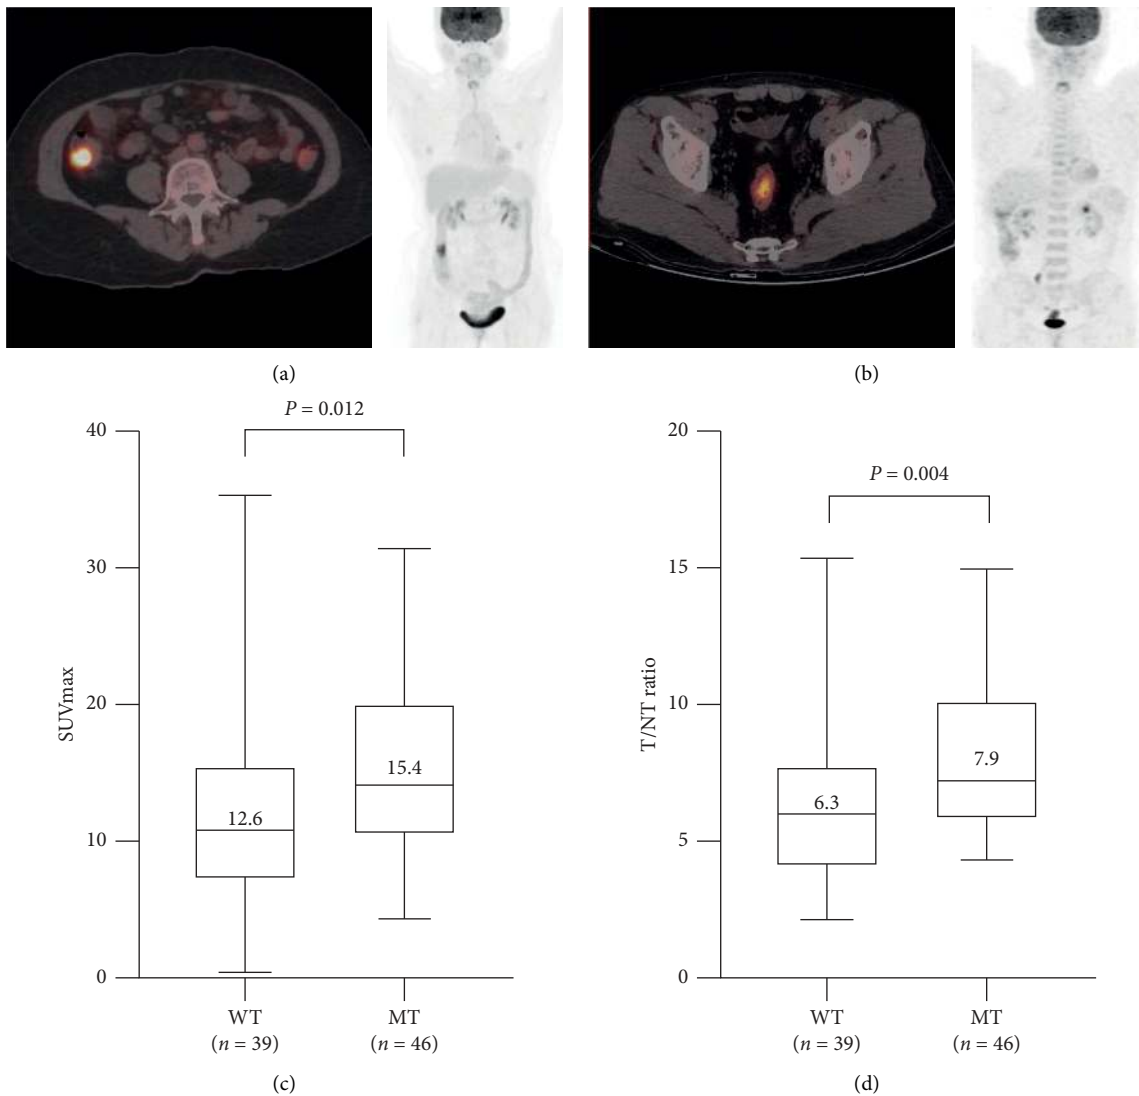 (a)
(b)
P = 0.012
40
30
20
10
0
SUVmax
12.6
15.4
WT
(n = 39)
MT
(n = 46)
(c)
P = 0.004
20
15
10
5
0
T/NT ratio
6.3
7.9
WT
(n = 39)
MT
(n = 46)
(d)